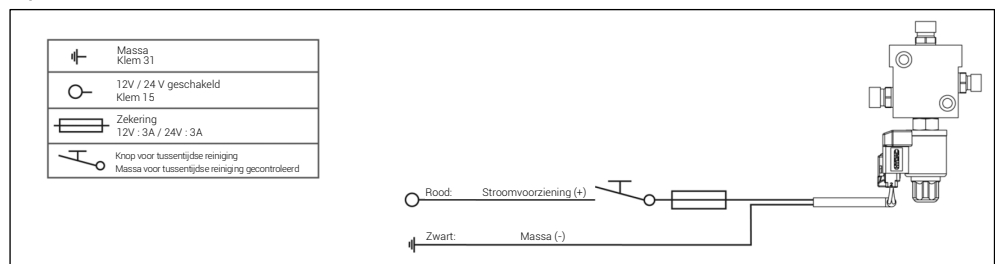 Massa
Klem 31
12V / 24 V geschakeld
Klem 15
Zekering
12V : 3A / 24V : 3A
Knop voor tussentijdse reiniging
Massa voor tussentijdse reiniging gecontroleerd
Rood: Stroomvoorziening (+)
Zwart: Massa (-)